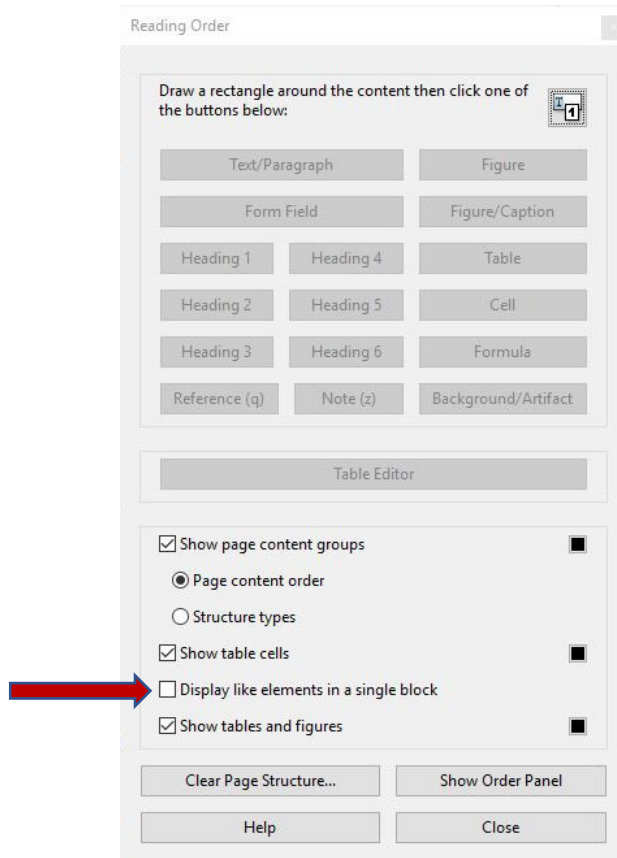 Reading Order
Draw a rectangle around the content then click one of
the buttons below:
T
1
Text/Paragraph Figure
Form Field Figure/Caption
Heading 1 Heading 4 Table
Heading 2 Heading 5 Cell
Heading 3 Heading 6 Formula
Reference (q) Note (z) Background/Artifact
Table Editor
Show page content groups
Page content order
Structure types
Show table cells
Display like elements in a single block
Show tables and figures
Clear Page Structure... Show Order Panel
Help Close